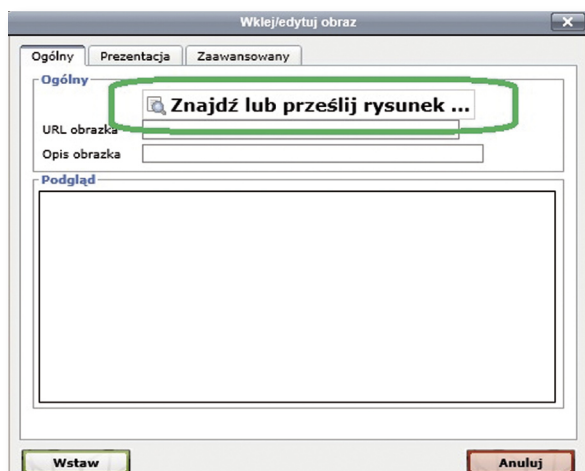 Wklej/edytuj obraz X
Ogólny Prezentacja Zaawansowany
Ogólny
Znajdź lub prześlij rysunek ...
URL obrazka
Opis obrazka
Podgląd
Wstaw Anuluj